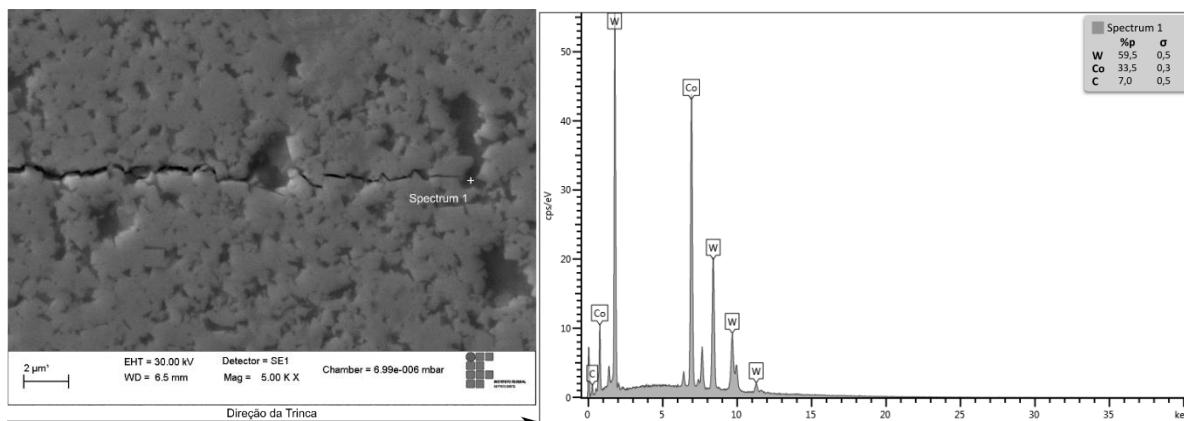 Spectrum 1
2 µm
EHT = 30.00 kV
Detector = SE1
WD = 6.5 mm
Mag = 5.00 K X
Chamber = 6.99e-006 mbar
INSTITUTO FEDERAL
Direção da Trinca
W
Co
W
W
W
Co
C
cps/eV
50
40
30
20
10
0
0
5
10
15
20
25
30
35
ke
Spectrum 1
%p σ
W 59,5 0,5
Co 33,5 0,3
C 7,0 0,5